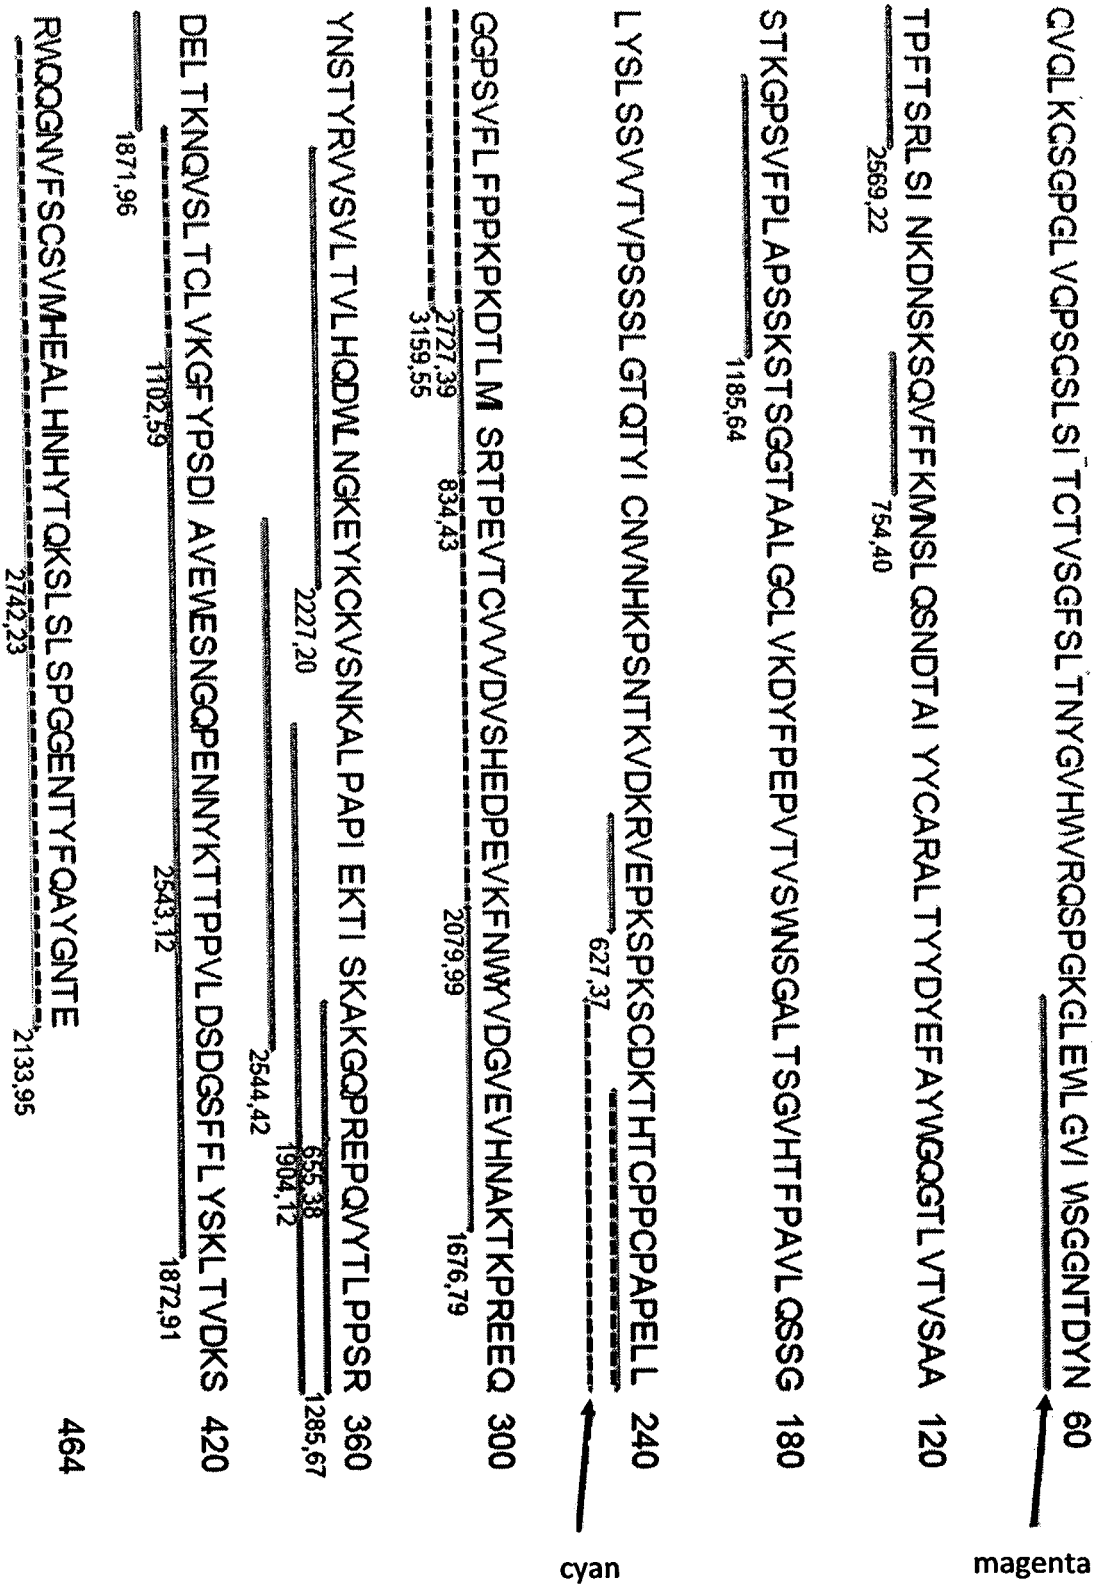 QVQLKCSGPGLVQPSCSLSITCTVSGFSLTNYGVHWVRQSPGKGLEWLGVIWSGGNTDYN 60
magenta
TPFTSRLSINKDNSKSQVFFKMNSLQSNDTAIYYCARALTYYDYEFAYWGQGTLVTVSAA 120
2569,22 754,40
STKGPSVFPLAPSSKSTSGGTAALGCLVKDYFPEPVTVSWNSGALTSGVHTFPAVLQSSG 180
1185,64
LYSLSSVVTVPSSSLGTQTYICNVNHKPSNTKVDKRVEPKSPKSCDKTHTCPPCPAPELL 240
627,37
cyan
GGPSVFLFPPKPKDTLMISRTPEVTCVVVDVSHEDPEVKFNWYVDGVEVHNAKTKPREEQ 300
2727,39 834,43 2079,99 1676,79
3159,55
YNSTYRVVSVLTVLHQDWLNGKEYKCKVSNKALPAPIEKTISKAKGQPREPQVYTLPPSR 360
2227,20 655,38 1285,67
1904,12
2544,42
DELTKNQVSLTCLVKGFYPSDIAVEWESNGQPENNYKTTPPVLDSDGSFFLYSKLTVDKS 420
1102,59 2543,12 1872,91
1871,96
RWQQGNVFSCSVMHEALHNHYTQKSLSLSPGGENTYFQAYGNTE 464
2742,23 2133,95